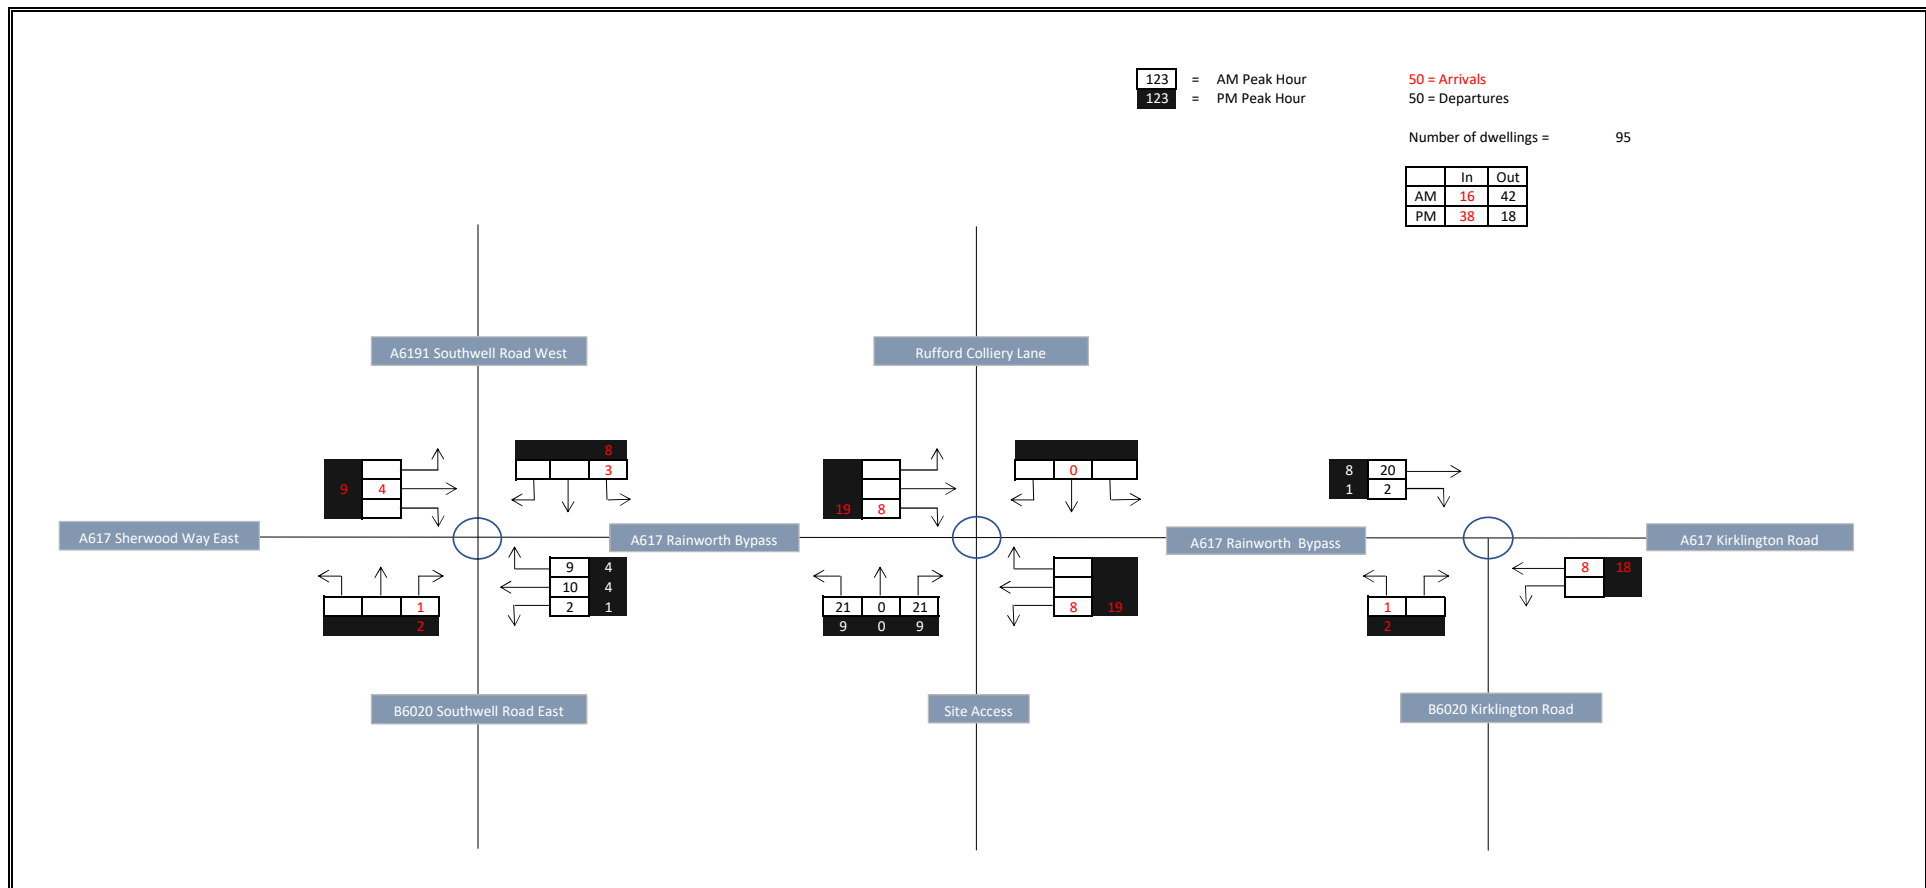 123 = AM Peak Hour 50 = Arrivals
123 = PM Peak Hour 50 = Departures
Number of dwellings = 95
In Out
AM 16 42
PM 38 18
A6191 Southwell Road West
Rufford Colliery Lane
8
3
9 4
19 8
0
8 20
1 2
A617 Sherwood Way East
A617 Rainworth Bypass
A617 Rainworth Bypass
A617 Kirklington Road
9 4
10 4
2 1
1
2
21 0 21
9 0 9
8 19
1
2
8 18
B6020 Southwell Road East
Site Access
B6020 Kirklington Road